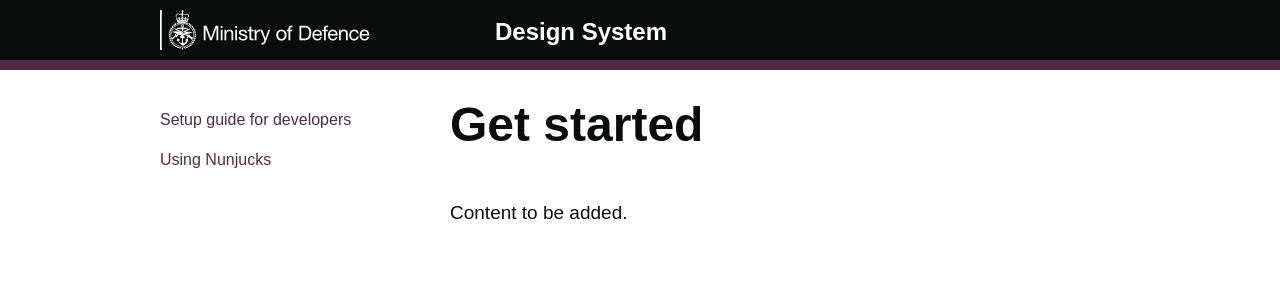 Ministry of Defence
Design System
Setup guide for developers
Using Nunjucks
Get started
Content to be added.